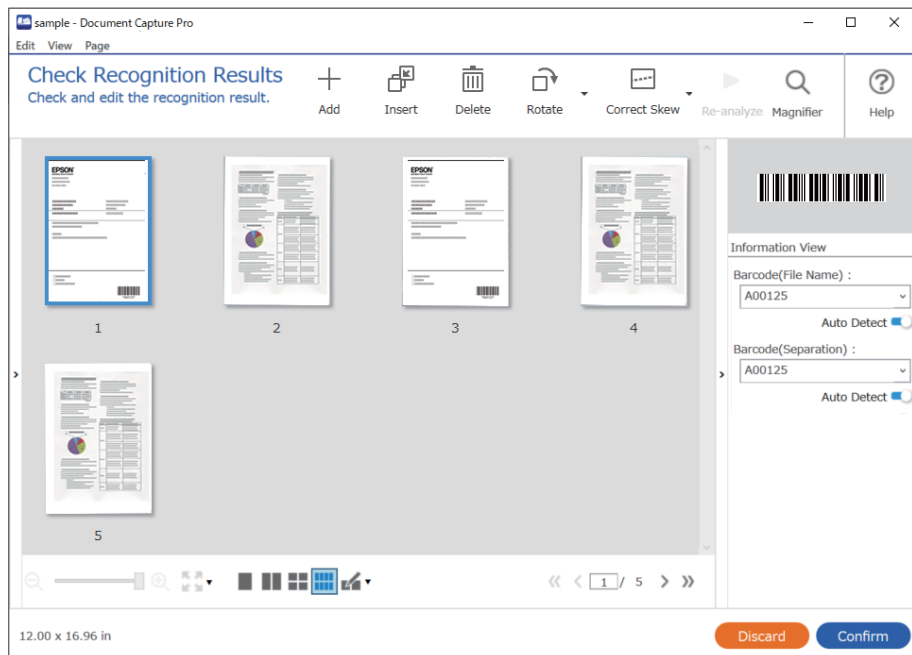 sample - Document Capture Pro
Edit View Page
Check Recognition Results
Check and edit the recognition result.
Add
Insert
Delete
Rotate
Correct Skew
Re-analyze
Magnifier
Help
EPSON
EPSON
1
2
3
4
5
Information View
Barcode(File Name) :
A00125
Auto Detect
Barcode(Separation) :
A00125
Auto Detect
1 / 5
12.00 x 16.96 in
Discard
Confirm